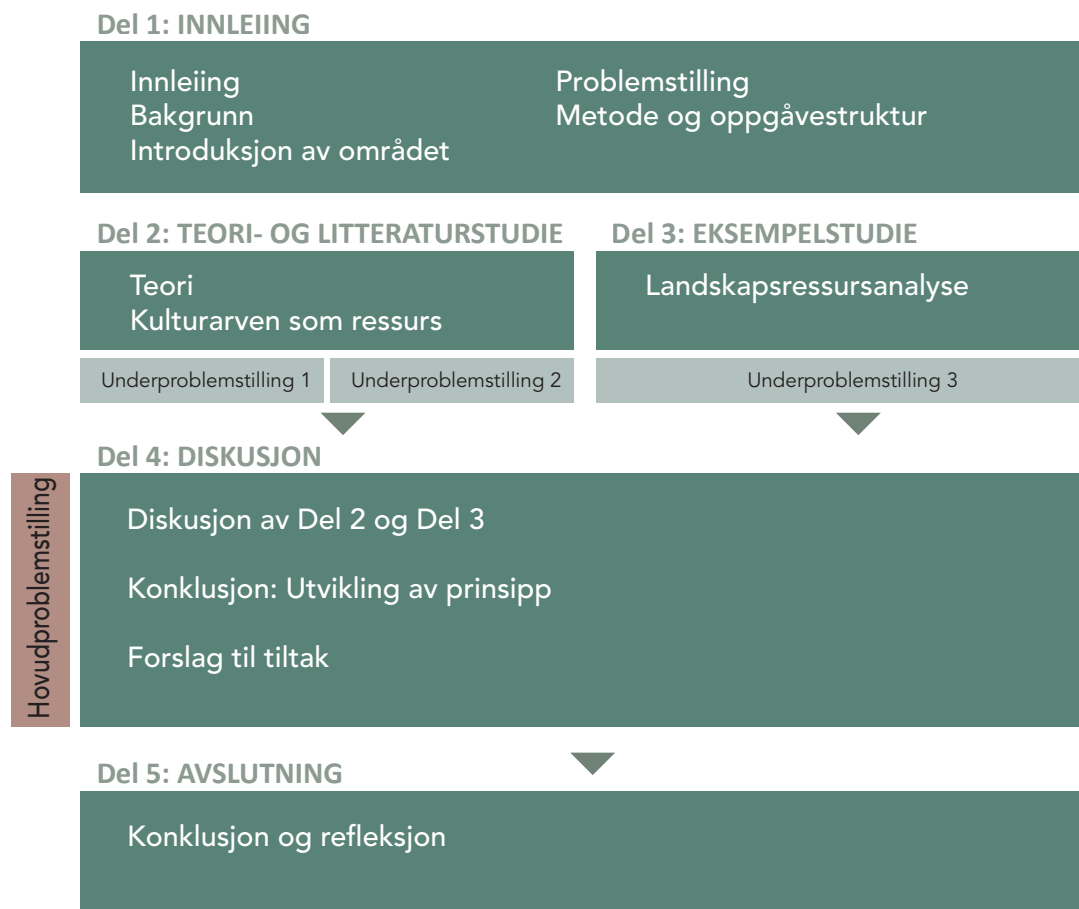 Del 1: INNLEIING
Innleiing
Bakgrunn
Introduksjon av området
Problemstilling
Metode og oppgåvestruktur
Del 2: TEORI- OG LITTERATURSTUDIE
Teori
Kulturarven som ressurs
Underproblemstilling 1
Underproblemstilling 2
Del 3: EKSEMPELSTUDIE
Landskapsressursanalyse
Underproblemstilling 3
Del 4: DISKUSJON
Hovudproblemstilling
Diskusjon av Del 2 og Del 3
Konklusjon: Utvikling av prinsipp
Forslag til tiltak
Del 5: AVSLUTNING
Konklusjon og refleksjon